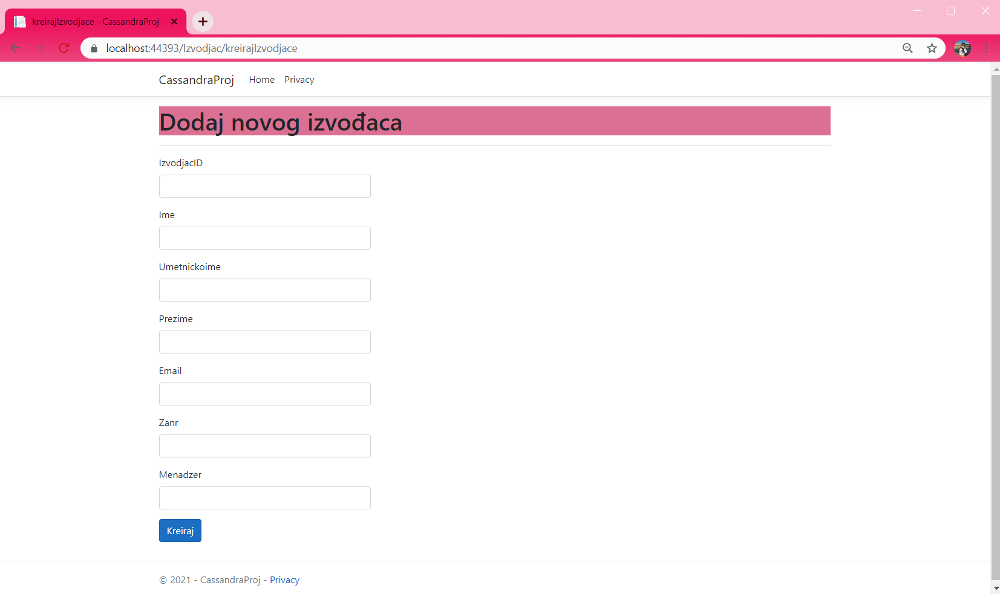 kreirajIzvodjace - CassandraProj
localhost:44393/Izvodjac/kreirajIzvodjace
CassandraProj Home Privacy
Dodaj novog izvođaca
IzvodjacID
Ime
Umetnickoime
Prezime
Email
Zanr
Menadzer
Kreiraj
© 2021 - CassandraProj - Privacy